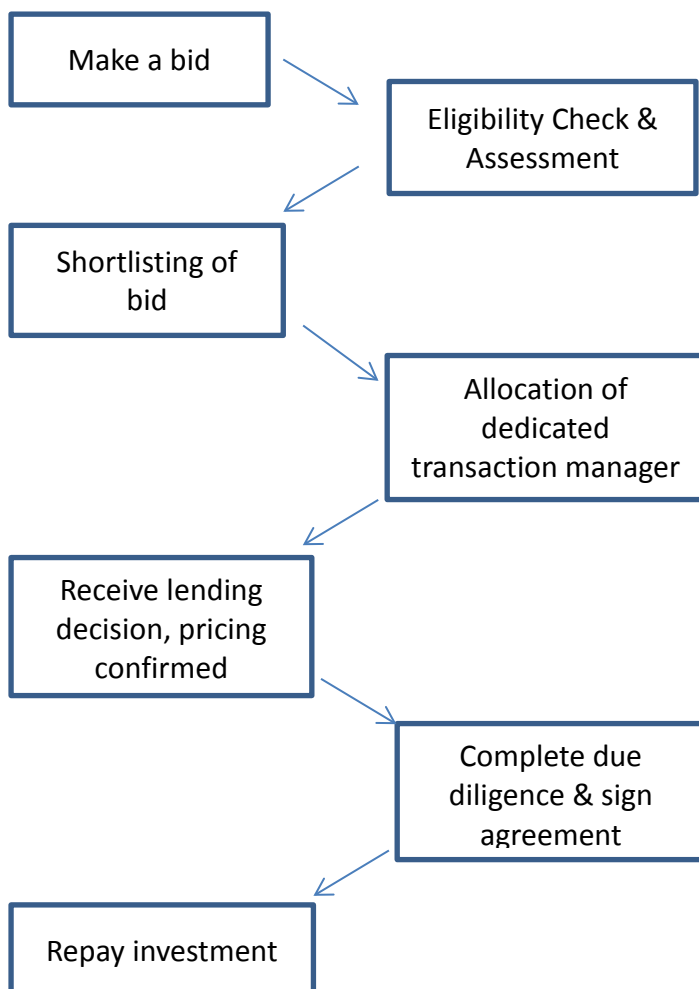 Make a bid
Eligibility Check &
Assessment
Shortlisting of
bid
Allocation of
dedicated
transaction manager
Receive lending
decision, pricing
confirmed
Complete due
diligence & sign
agreement
Repay investment